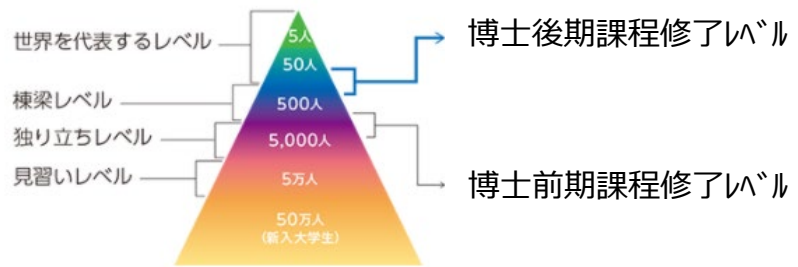 世界を代表するレベル
棟梁レベル
独り立ちレベル
見習いレベル
5人
50人
500人
5,000人
5万人
50万人
(新入大学生)
博士後期課程修了ﾚﾍﾞﾙ
博士前期課程修了ﾚﾍﾞﾙ